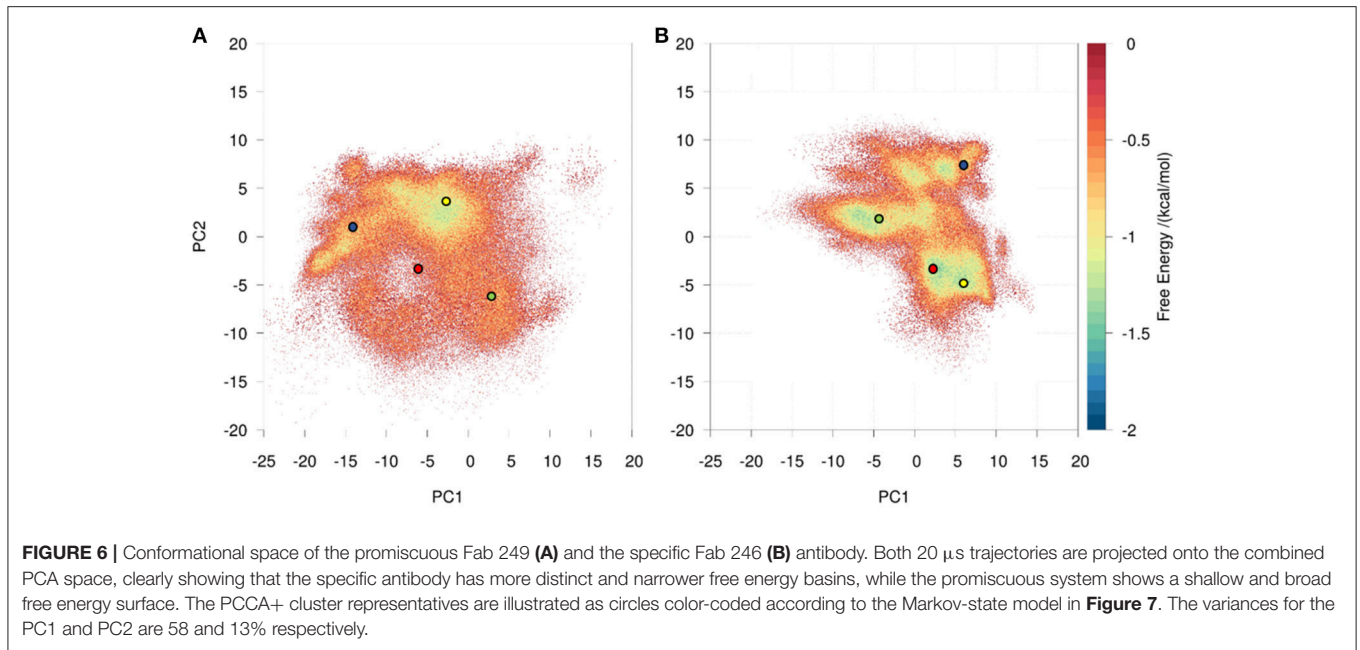 A
B
20
15
10
5
0
-5
-10
-15
-20
PC2
-25 -20 -15 -10 -5 0 5 10 15 20
PC1
20
15
10
5
0
-5
-10
-15
-20
-25 -20 -15 -10 -5 0 5 10 15 20
PC1
0
-0.5
-1
-1.5
-2
Free Energy /(kcal/mol)
FIGURE 6 | Conformational space of the promiscuous Fab 249 (A) and the specific Fab 246 (B) antibody. Both 20 μs trajectories are projected onto the combined
PCA space, clearly showing that the specific antibody has more distinct and narrower free energy basins, while the promiscuous system shows a shallow and broad
free energy surface. The PCCA+ cluster representatives are illustrated as circles color-coded according to the Markov-state model in Figure 7. The variances for the
PC1 and PC2 are 58 and 13% respectively.